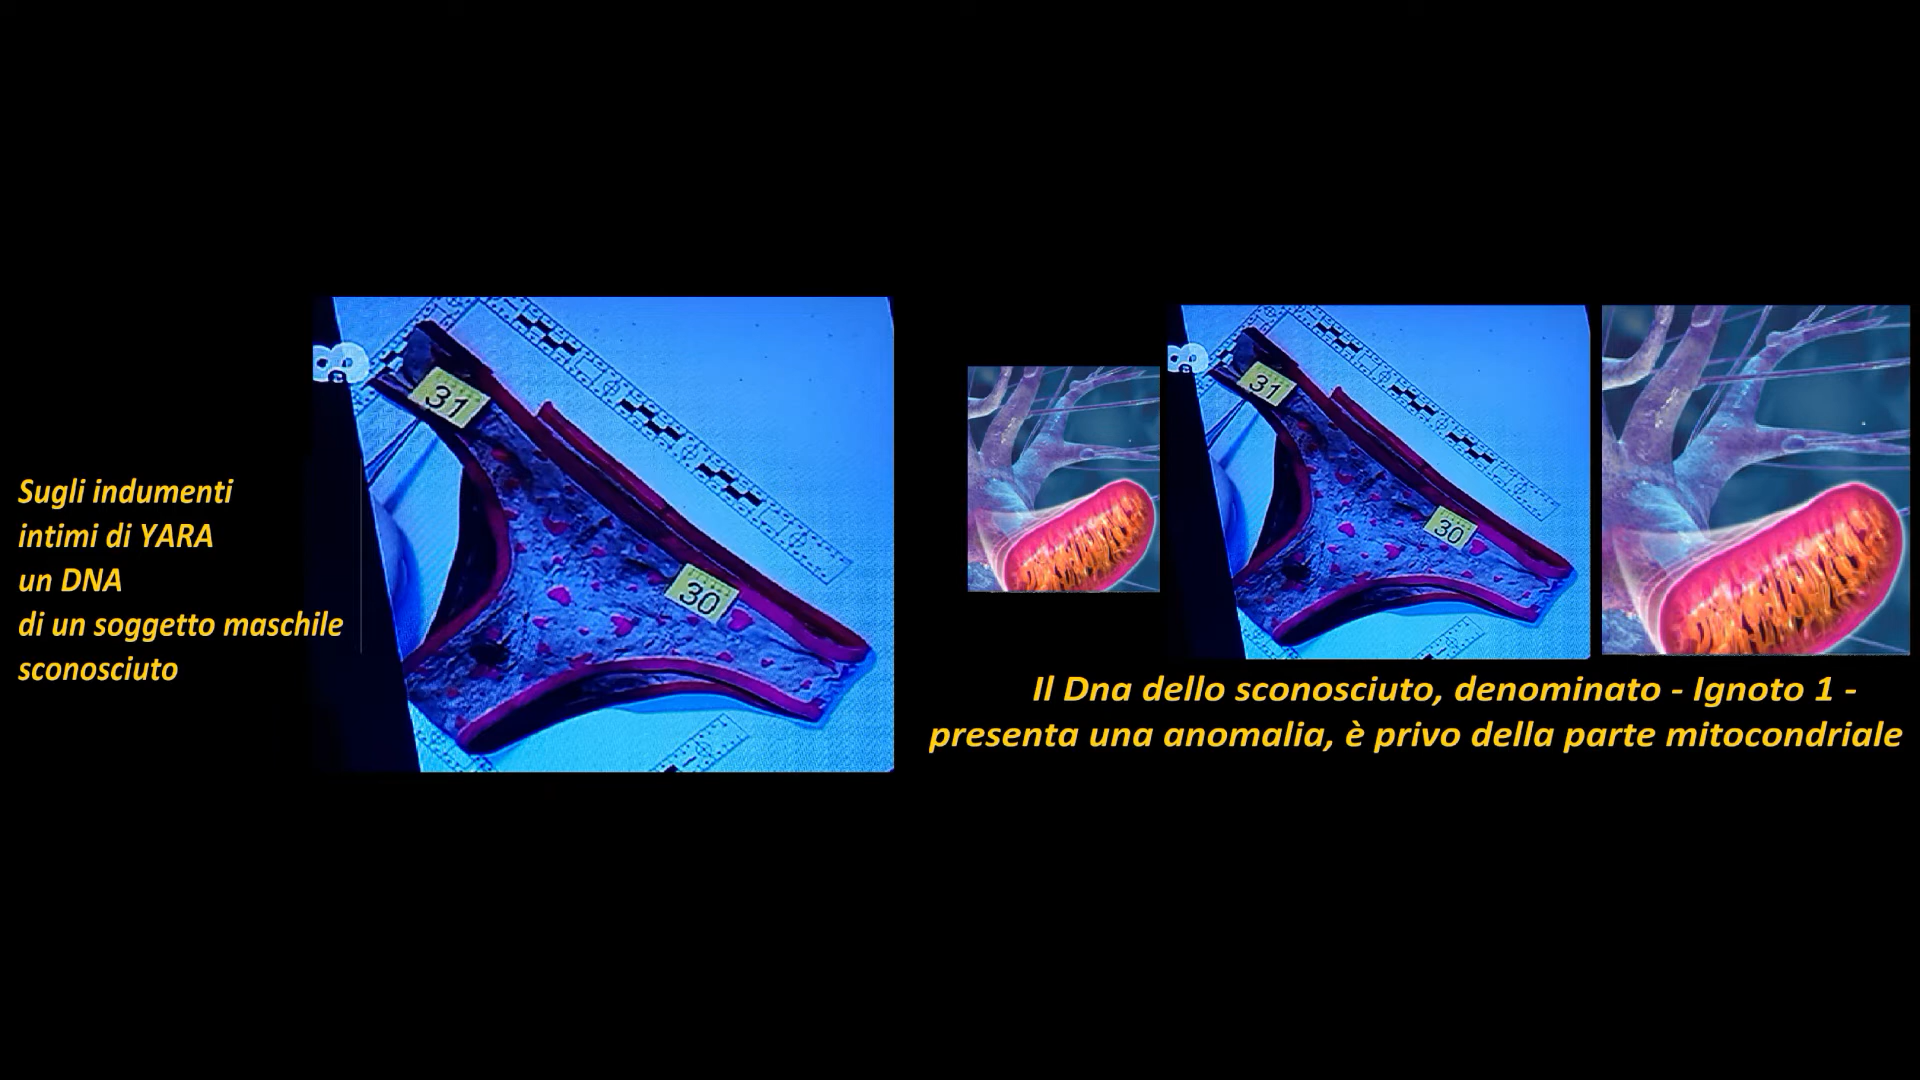 Sugli indumenti
intimi di YARA
un DNA
di un soggetto maschile
sconosciuto
31
30
31
30
Il Dna dello sconosciuto, denominato - Ignoto 1 -
presenta una anomalia, è privo della parte mitocondriale